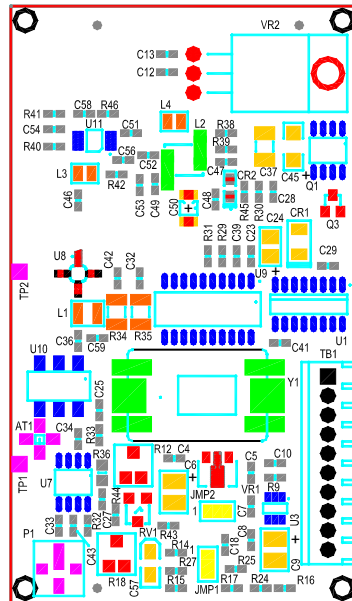 VR2
C13
C12
R41
C58
R46
L4
C54
U11
C51
L2
R38
R40
C56
C52
R39
L3
R42
C53
C49
C47
CR2
C37
C45
Q1
C46
C50
C48
R45
R30
C28
Q3
R31
R29
C39
C23
C24
CR1
U8
C42
C32
U9
C29
TP2
L1
R34
R35
U1
C36
C59
C41
TB1
U10
Y1
C25
AT1
C34
R33
TP1
R36
R12
C4
C6
C5
C10
U7
R44
JMP2
VR1
R9
P1
C33
R32
C27
1
C7
U3
C43
R43
RV1
R14
C18
C8
R27
R25
C9
R18
C57
R15
1
JMP1
R17
R24
R16